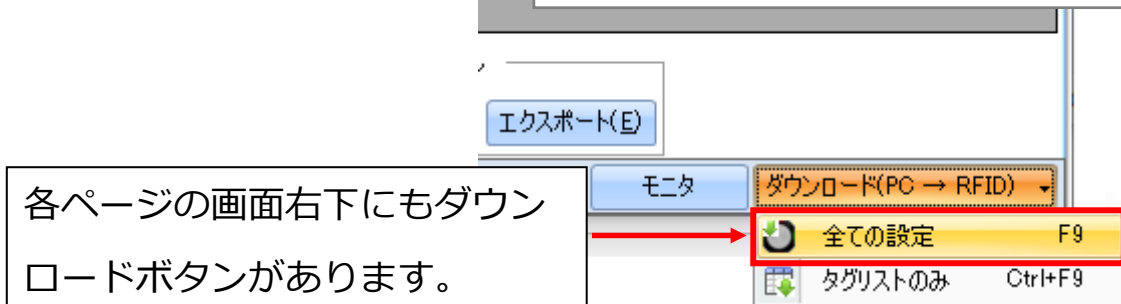 エクスポート(E)
モニタ
ダウンロード(PC → RFID)
各ページの画面右下にもダウン
ロードボタンがあります。
全ての設定 F9
タグリストのみ Ctrl+F9